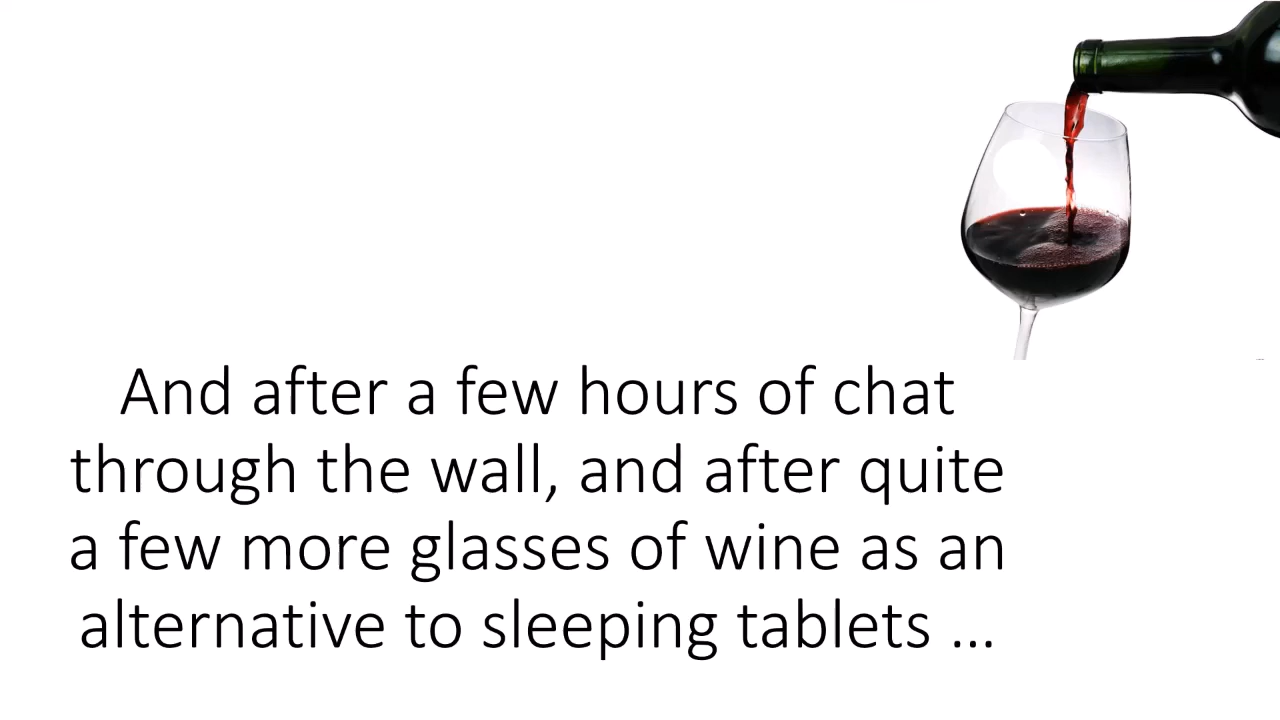 And after a few hours of chat
through the wall, and after quite
a few more glasses of wine as an
alternative to sleeping tablets ...